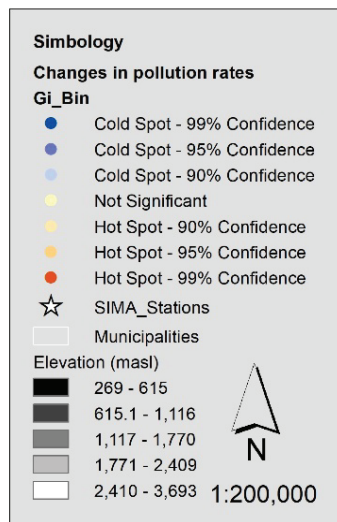 Simbology
Changes in pollution rates
Gi_Bin
Cold Spot - 99% Confidence
Cold Spot - 95% Confidence
Cold Spot - 90% Confidence
Not Significant
Hot Spot - 90% Confidence
Hot Spot - 95% Confidence
Hot Spot - 99% Confidence
SIMA_Stations
Municipalities
Elevation (masl)
269 - 615
615.1 - 1,116
1,117 - 1,770
1,771 - 2,409
2,410 - 3,693
N
1:200,000